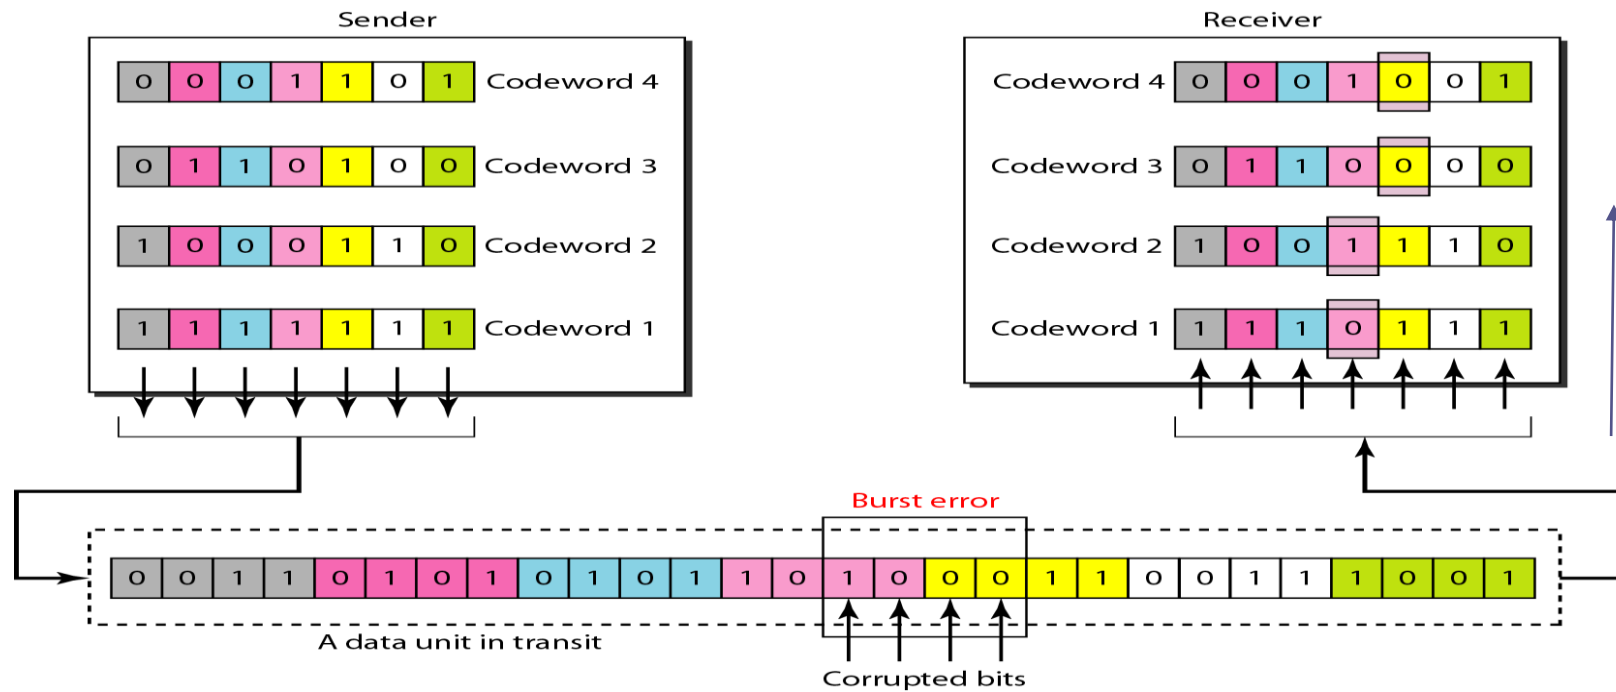 Sender
0 0 0 1 1 0 1 Codeword 4
0 1 1 0 1 0 0 Codeword 3
1 0 0 0 1 1 0 Codeword 2
1 1 1 1 1 1 1 Codeword 1
Receiver
Codeword 4 0 0 0 1 0 0 1
Codeword 3 0 1 1 0 0 0 0
Codeword 2 1 0 0 1 1 1 0
Codeword 1 1 1 1 0 1 1 1
Burst error
0 0 1 1 0 1 0 1 0 1 0 1 1 0 1 0 0 0 1 1 0 0 1 1 1 0 0 1
A data unit in transit
Corrupted bits